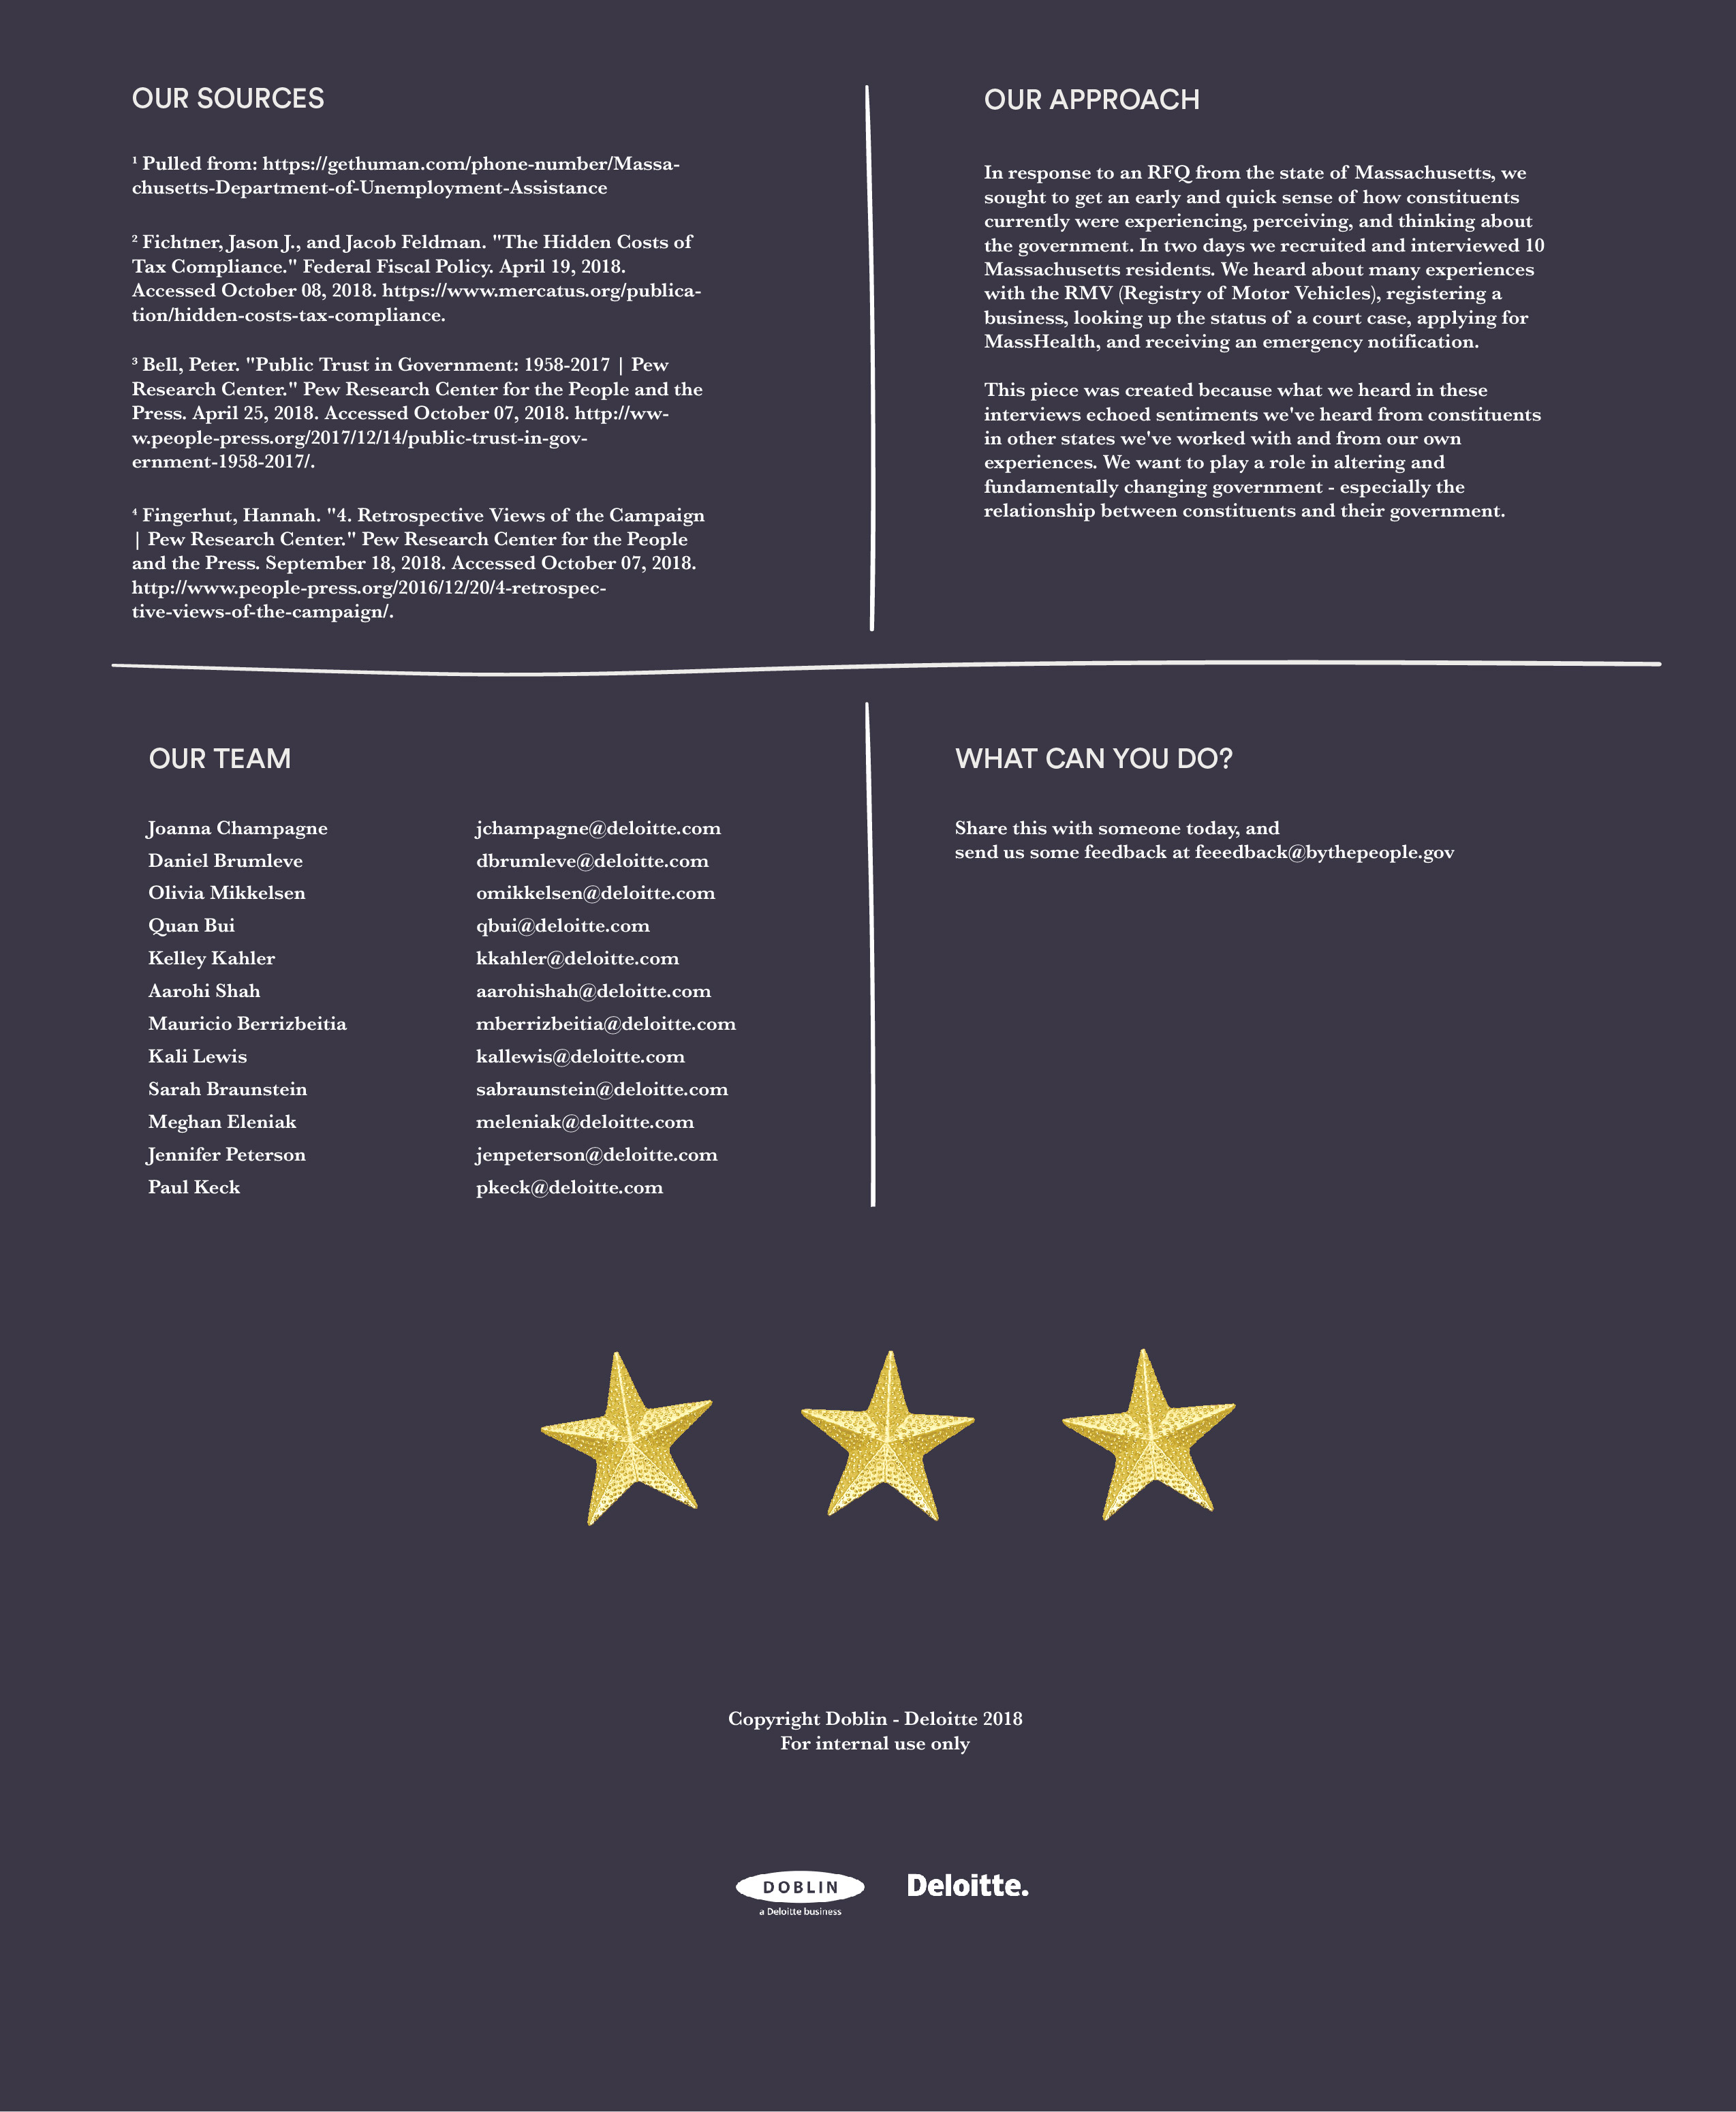 OUR SOURCES
¹ Pulled from: https://gethuman.com/phone-number/Massa-
chusetts-Department-of-Unemployment-Assistance
² Fichtner, Jason J., and Jacob Feldman. "The Hidden Costs of
Tax Compliance." Federal Fiscal Policy. April 19, 2018.
Accessed October 08, 2018. https://www.mercatus.org/publica-
tion/hidden-costs-tax-compliance.
³ Bell, Peter. "Public Trust in Government: 1958-2017 | Pew
Research Center." Pew Research Center for the People and the
Press. April 25, 2018. Accessed October 07, 2018. http://ww-
w.people-press.org/2017/12/14/public-trust-in-gov-
ernment-1958-2017/.
⁴ Fingerhut, Hannah. "4. Retrospective Views of the Campaign
| Pew Research Center." Pew Research Center for the People
and the Press. September 18, 2018. Accessed October 07, 2018.
http://www.people-press.org/2016/12/20/4-retrospec-
tive-views-of-the-campaign/.
OUR APPROACH
In response to an RFQ from the state of Massachusetts, we
sought to get an early and quick sense of how constituents
currently were experiencing, perceiving, and thinking about
the government. In two days we recruited and interviewed 10
Massachusetts residents. We heard about many experiences
with the RMV (Registry of Motor Vehicles), registering a
business, looking up the status of a court case, applying for
MassHealth, and receiving an emergency notification.
This piece was created because what we heard in these
interviews echoed sentiments we've heard from constituents
in other states we've worked with and from our own
experiences. We want to play a role in altering and
fundamentally changing government - especially the
relationship between constituents and their government.
OUR TEAM
Joanna Champagne jchampagne@deloitte.com
Daniel Brumleve dbrumleve@deloitte.com
Olivia Mikkelsen omikkelsen@deloitte.com
Quan Bui qbui@deloitte.com
Kelley Kahler kkahler@deloitte.com
Aarohi Shah aarohishah@deloitte.com
Mauricio Berrizbeitia mberrizbeitia@deloitte.com
Kali Lewis kallewis@deloitte.com
Sarah Braunstein sabraunstein@deloitte.com
Meghan Eleniak meleniak@deloitte.com
Jennifer Peterson jenpeterson@deloitte.com
Paul Keck pkeck@deloitte.com
WHAT CAN YOU DO?
Share this with someone today, and
send us some feedback at feeedback@bythepeople.gov
Copyright Doblin - Deloitte 2018
For internal use only
DOBLIN
a Deloitte business
Deloitte.